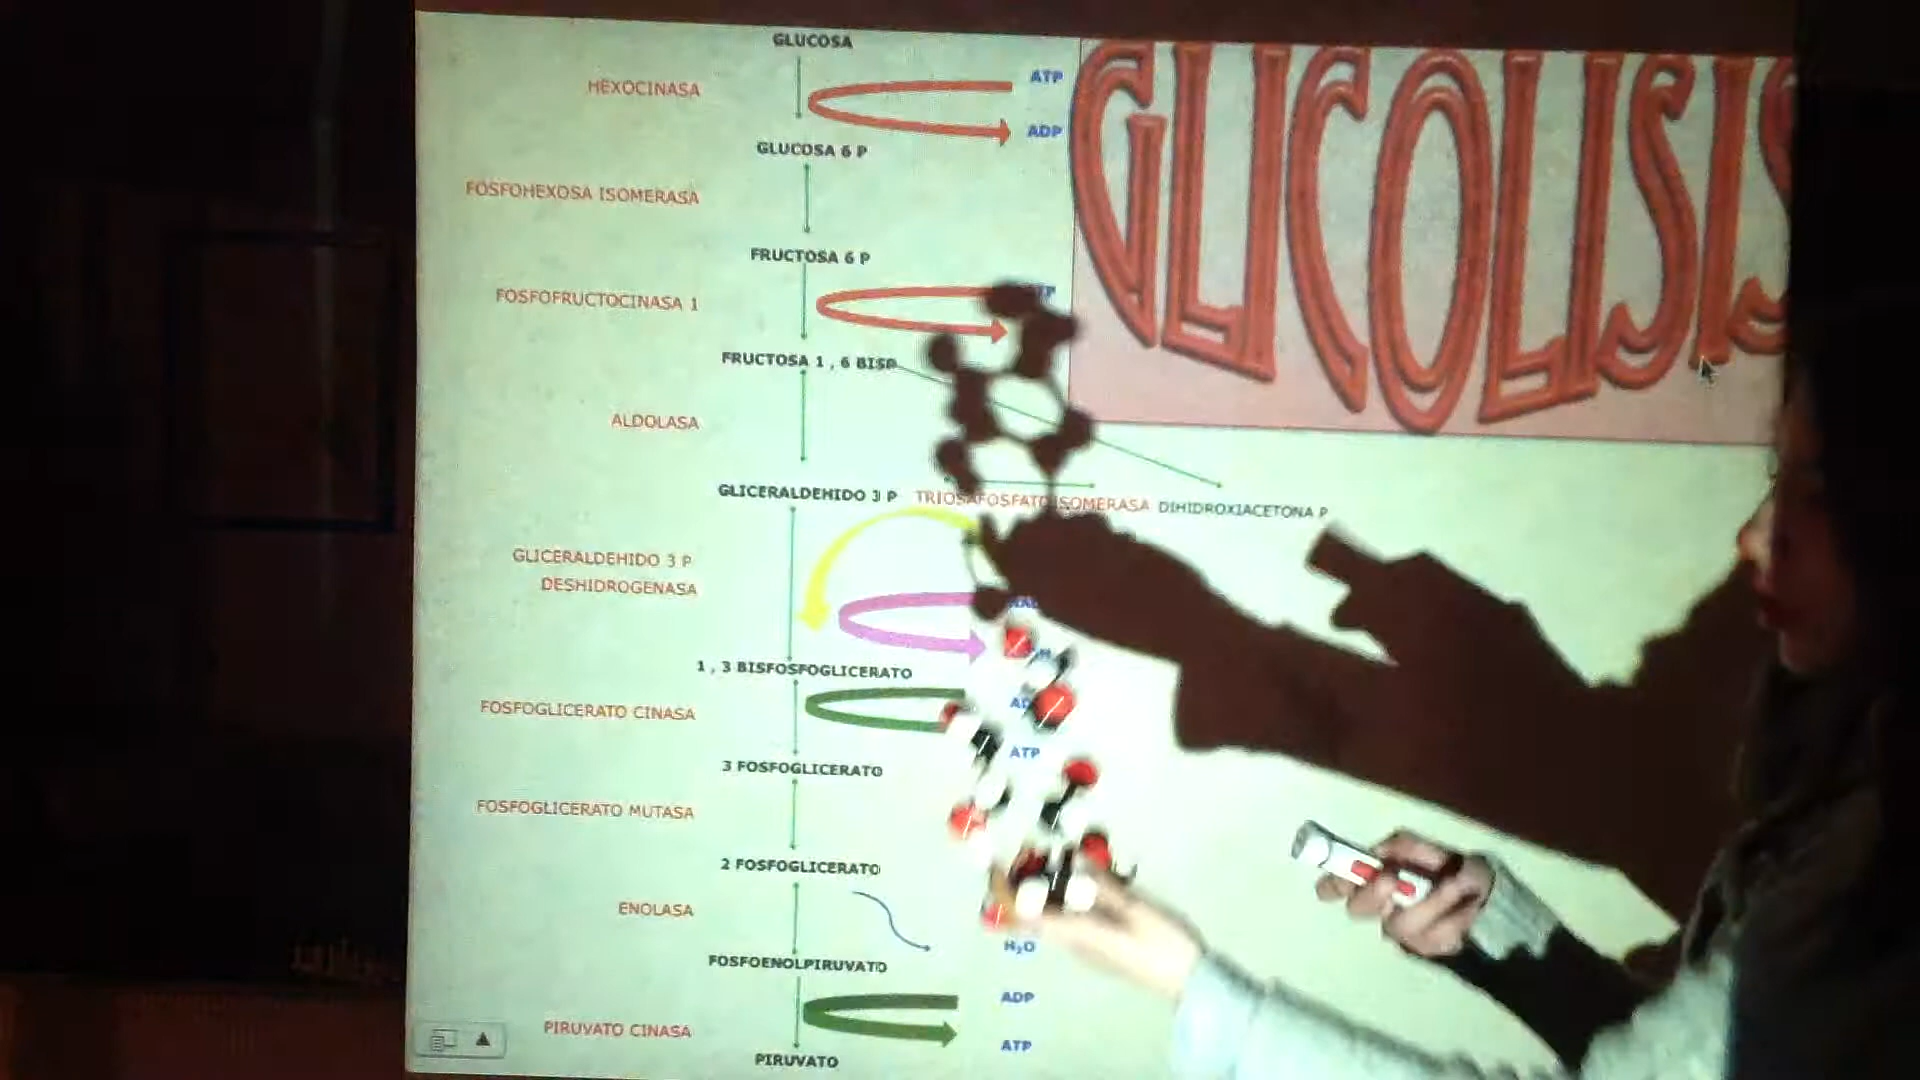 GLUCOSA
HEXOCINASA
ATP
ADP
GLICOLISIS
GLUCOSA 6 P
FOSFOHEXOSA ISOMERASA
FRUCTOSA 6 P
FOSFOFRUCTOCINASA 1
FRUCTOSA 1 , 6 BISP
ALDOLASA
GLICERALDEHIDO 3 P TRIOSAFOSFATO ISOMERASA DIHIDROXIACETONA P
GLICERALDEHIDO 3 P
DESHIDROGENASA
1 , 3 BISFOSFOGLICERATO
FOSFOGLICERATO CINASA
ATP
3 FOSFOGLICERATO
FOSFOGLICERATO MUTASA
2 FOSFOGLICERATO
ENOLASA
H₂O
FOSFOENOLPIRUVATO
ADP
PIRUVATO CINASA
ATP
PIRUVATO